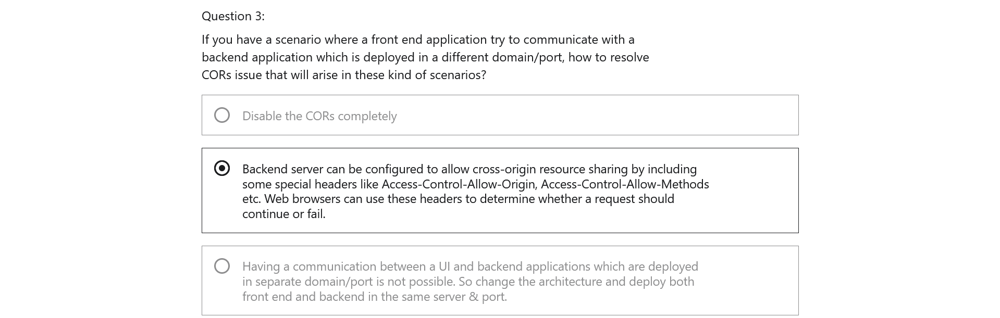 Question 3:
If you have a scenario where a front end application try to communicate with a
backend application which is deployed in a different domain/port, how to resolve
CORs issue that will arise in these kind of scenarios?
Disable the CORs completely
Backend server can be configured to allow cross-origin resource sharing by including
some special headers like Access-Control-Allow-Origin, Access-Control-Allow-Methods
etc. Web browsers can use these headers to determine whether a request should
continue or fail.
Having a communication between a UI and backend applications which are deployed
in separate domain/port is not possible. So change the architecture and deploy both
front end and backend in the same server & port.